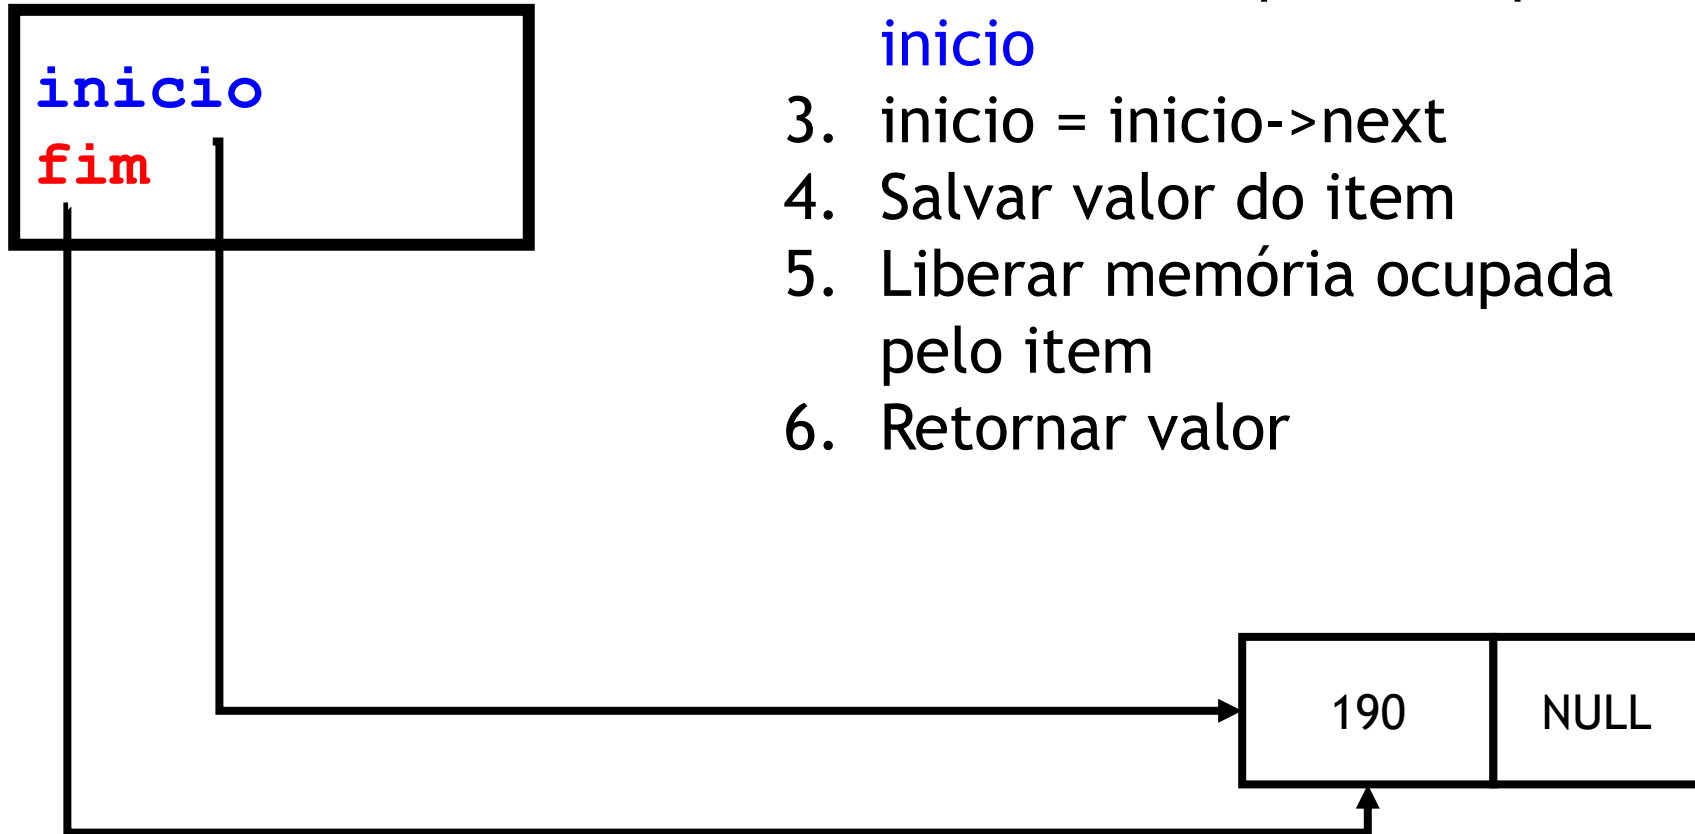 inicio
fim
inicio
3. inicio = inicio->next
4. Salvar valor do item
5. Liberar memória ocupada
pelo item
6. Retornar valor
190 NULL